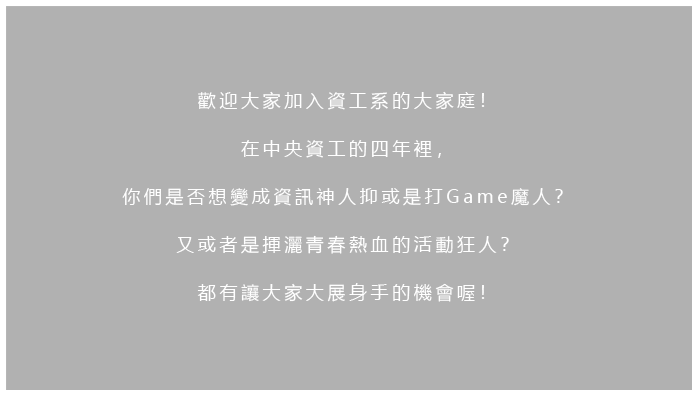 歡迎大家加入資工系的大家庭!
在中央資工的四年裡,
你們是否想變成資訊神人抑或是打Game魔人?
又或者是揮灑青春熱血的活動狂人?
都有讓大家大展身手的機會喔!